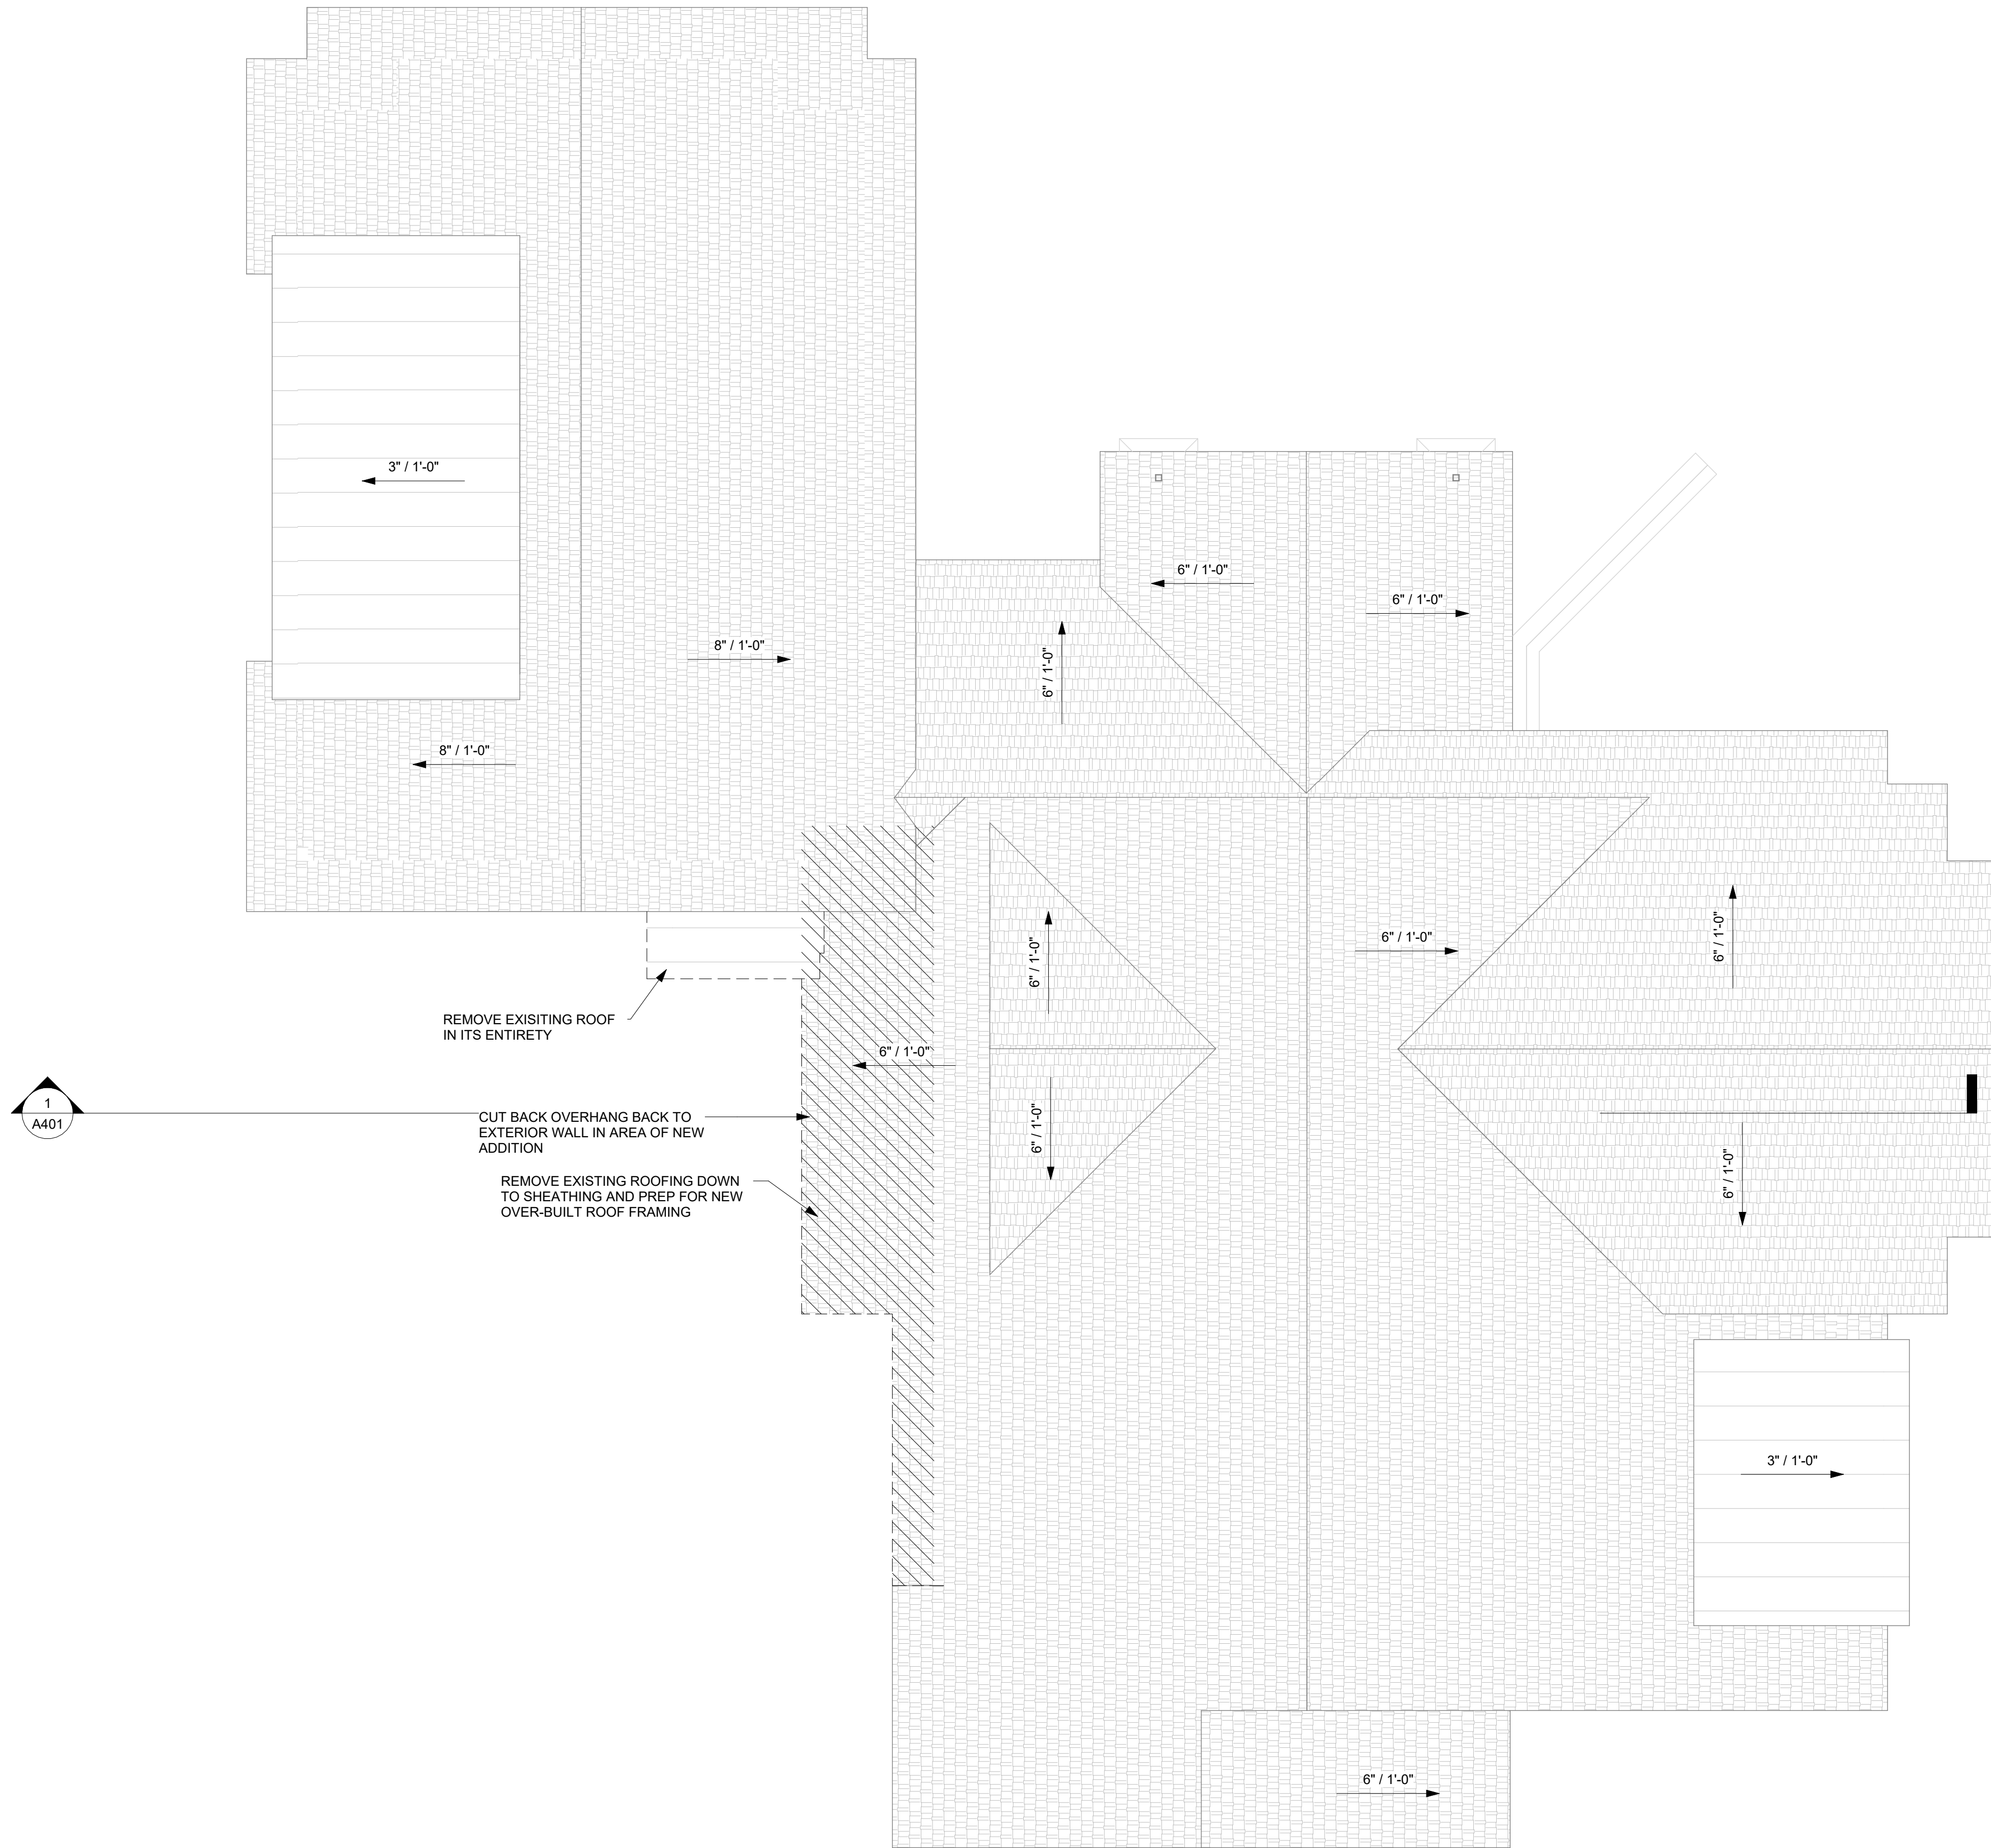 3" / 1'-0"
6" / 1'-0"
6" / 1'-0"
8" / 1'-0"
6" / 1'-0"
8" / 1'-0"
6" / 1'-0"
6" / 1'-0"
6" / 1'-0"
REMOVE EXISITING ROOF
IN ITS ENTIRETY
6" / 1'-0"
1
A401
CUT BACK OVERHANG BACK TO
EXTERIOR WALL IN AREA OF NEW
ADDITION
6" / 1'-0"
6" / 1'-0"
REMOVE EXISTING ROOFING DOWN
TO SHEATHING AND PREP FOR NEW
OVER-BUILT ROOF FRAMING
3" / 1'-0"
6" / 1'-0"